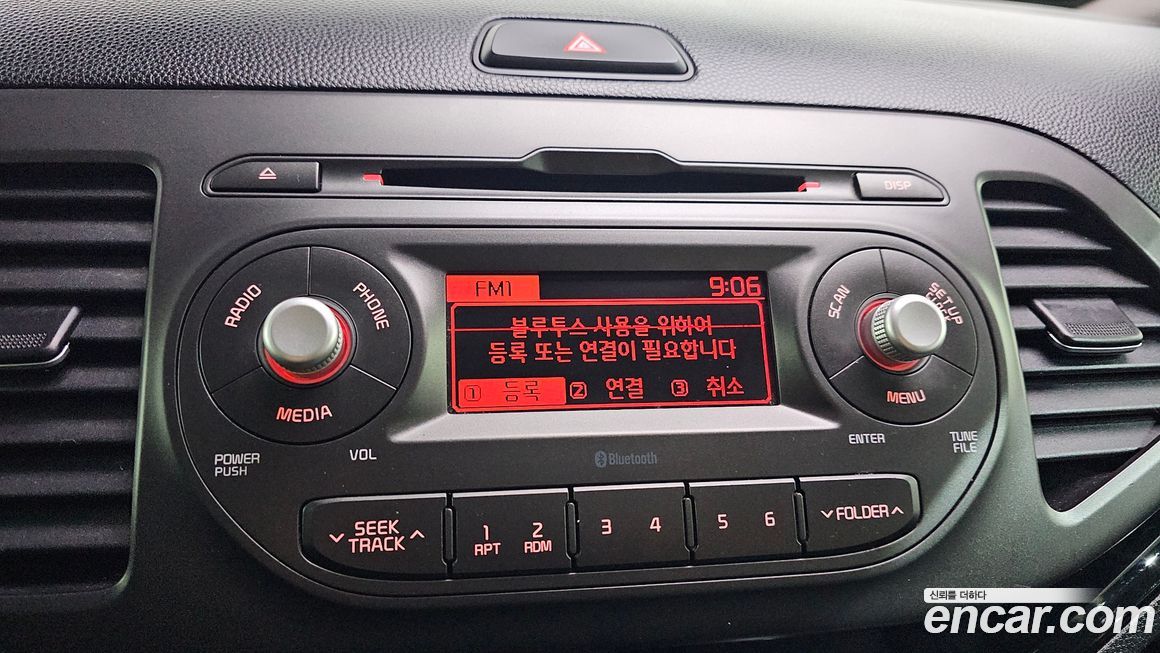 DISP
FM1 9:06
블루투스 사용을 위하여
등록 또는 연결이 필요합니다
1 등록 2 연결 3 취소
RADIO
PHONE
MEDIA
POWER
PUSH
VOL
SCAN
SETUP
CLOCK
MENU
ENTER
TUNE
FILE
Bluetooth
SEEK
TRACK
1 RPT
2 RDM
3 4
5 6
FOLDER
신뢰를 더하다
encar.com